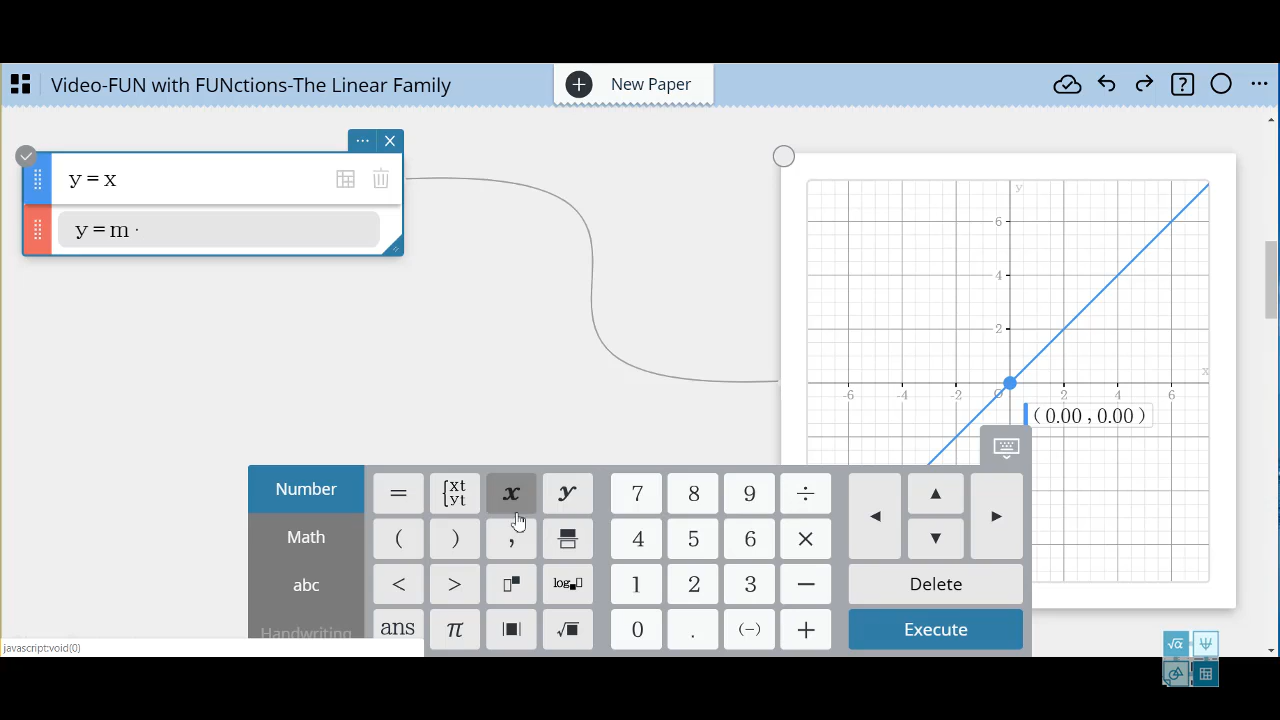 Video-FUN with FUNctions-The Linear Family
+ New Paper
?
...
... X
y = x
y = m ·
y
6
4
2
-6 -4 -2 O 2 4 6
x
( 0.00 , 0.00 )
Number
Math
abc
Handwriting
= { xt yt x y 7 8 9 ÷
( ) , 4 5 6 ×
< > log 1 2 3 − Delete
ans π √ 0 . (−) + Execute
javascript:void(0)
√α